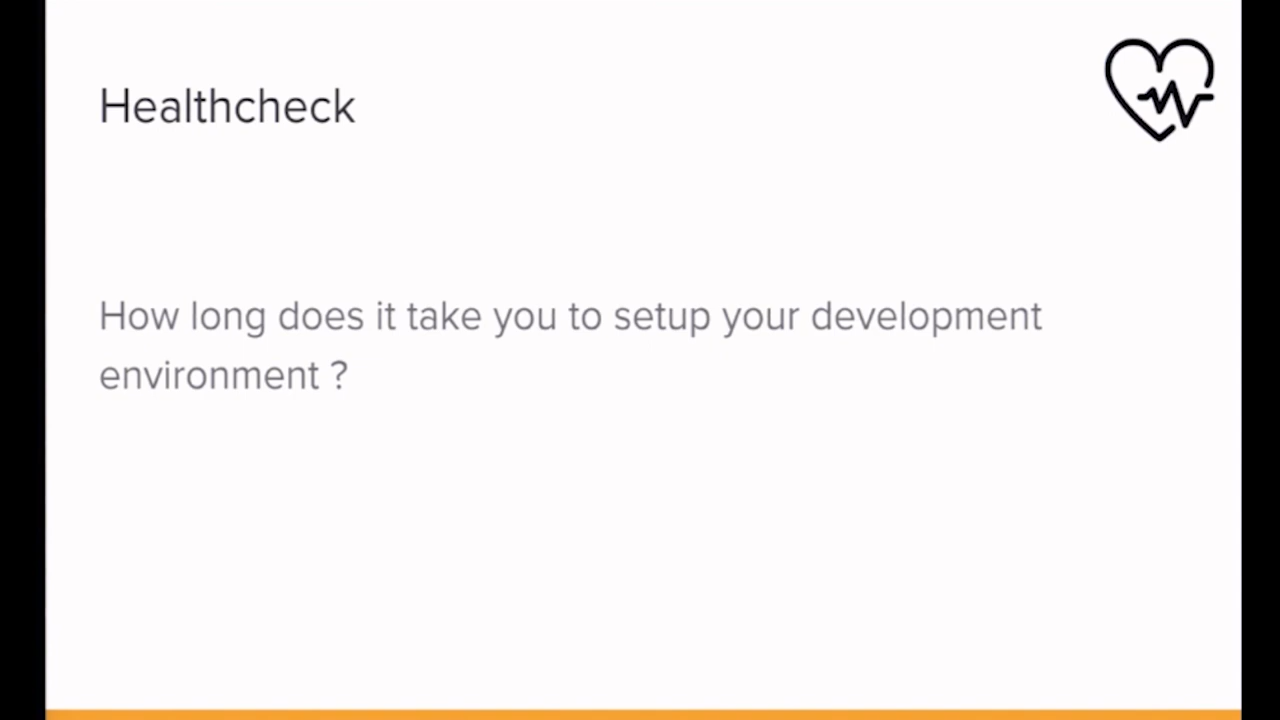 Healthcheck
How long does it take you to setup your development
environment ?